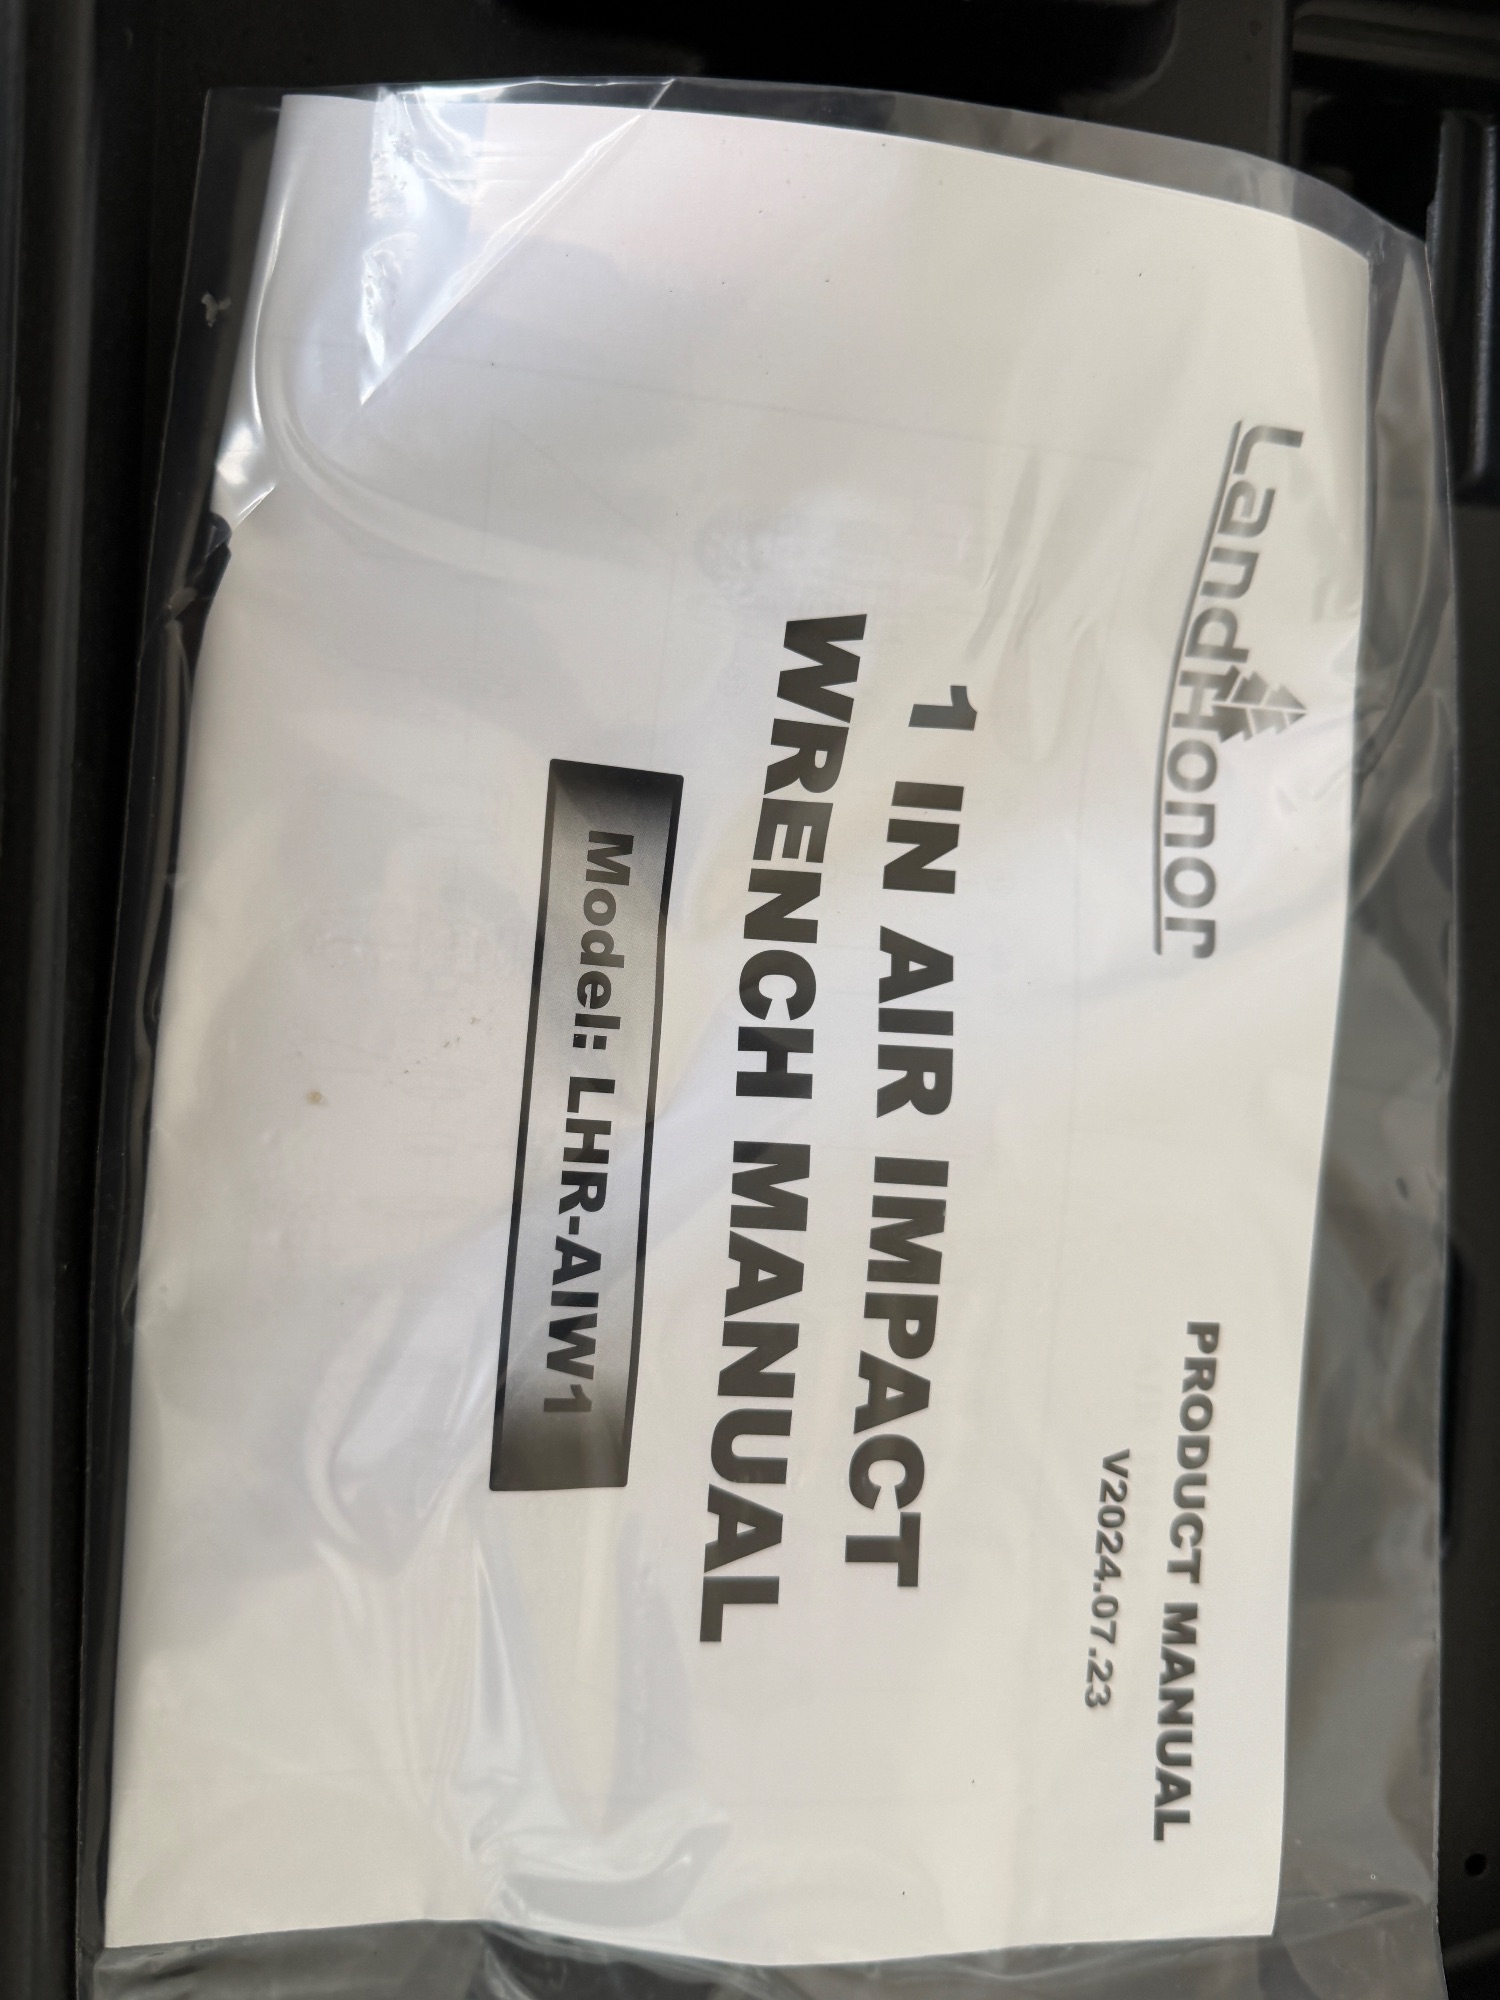 LandHonor
PRODUCT MANUAL
V2024.07.23
1 IN AIR IMPACT
WRENCH MANUAL
Model: LHR-AIW1